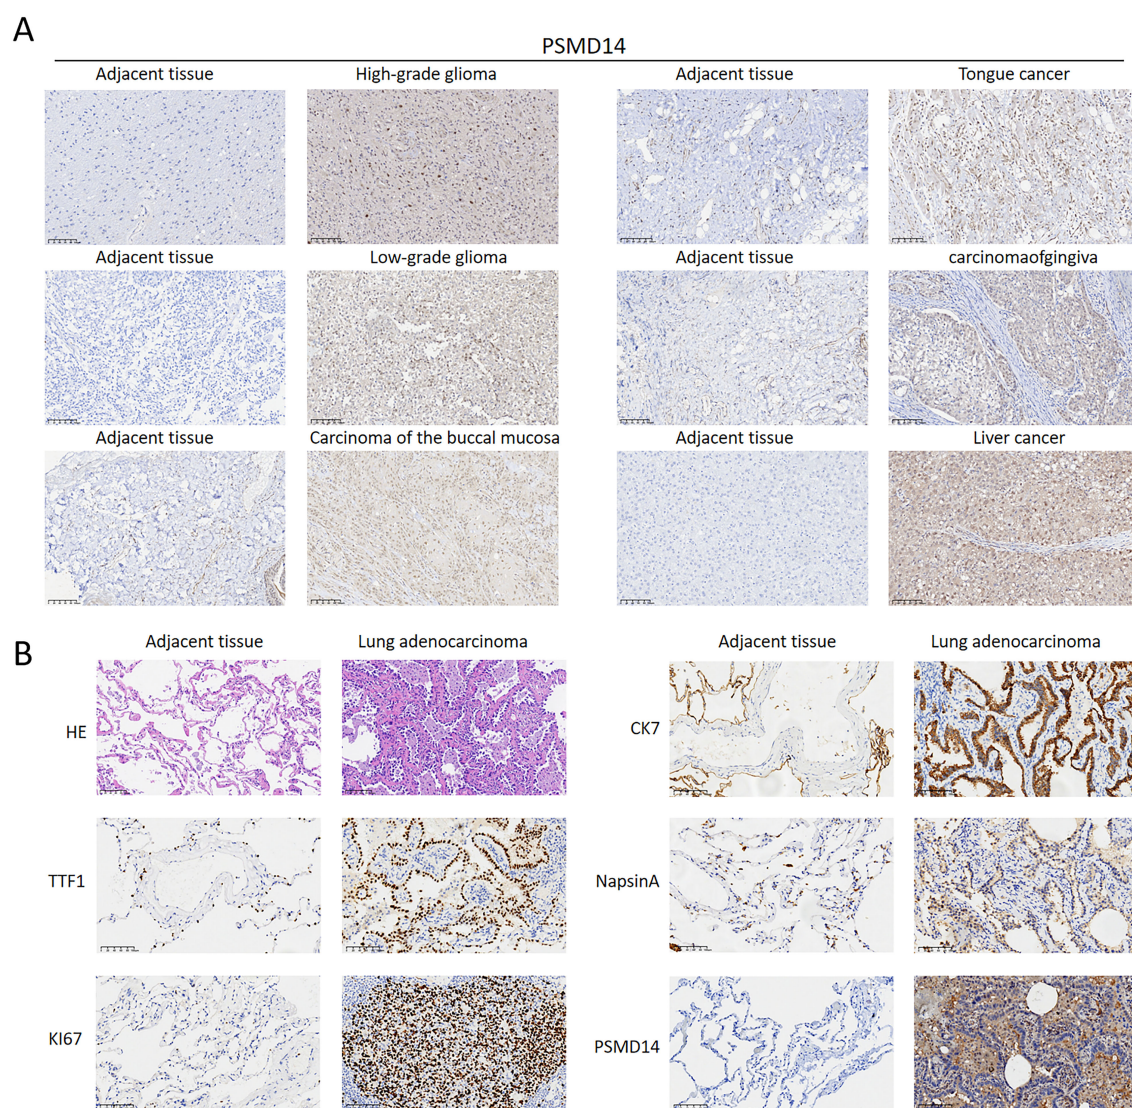 A
PSMD14
Adjacent tissue High-grade glioma Adjacent tissue Tongue cancer
Adjacent tissue Low-grade glioma Adjacent tissue carcinomaofgingiva
Adjacent tissue Carcinoma of the buccal mucosa Adjacent tissue Liver cancer
B
Adjacent tissue Lung adenocarcinoma Adjacent tissue Lung adenocarcinoma
HE CK7
TTF1 NapsinA
KI67 PSMD14